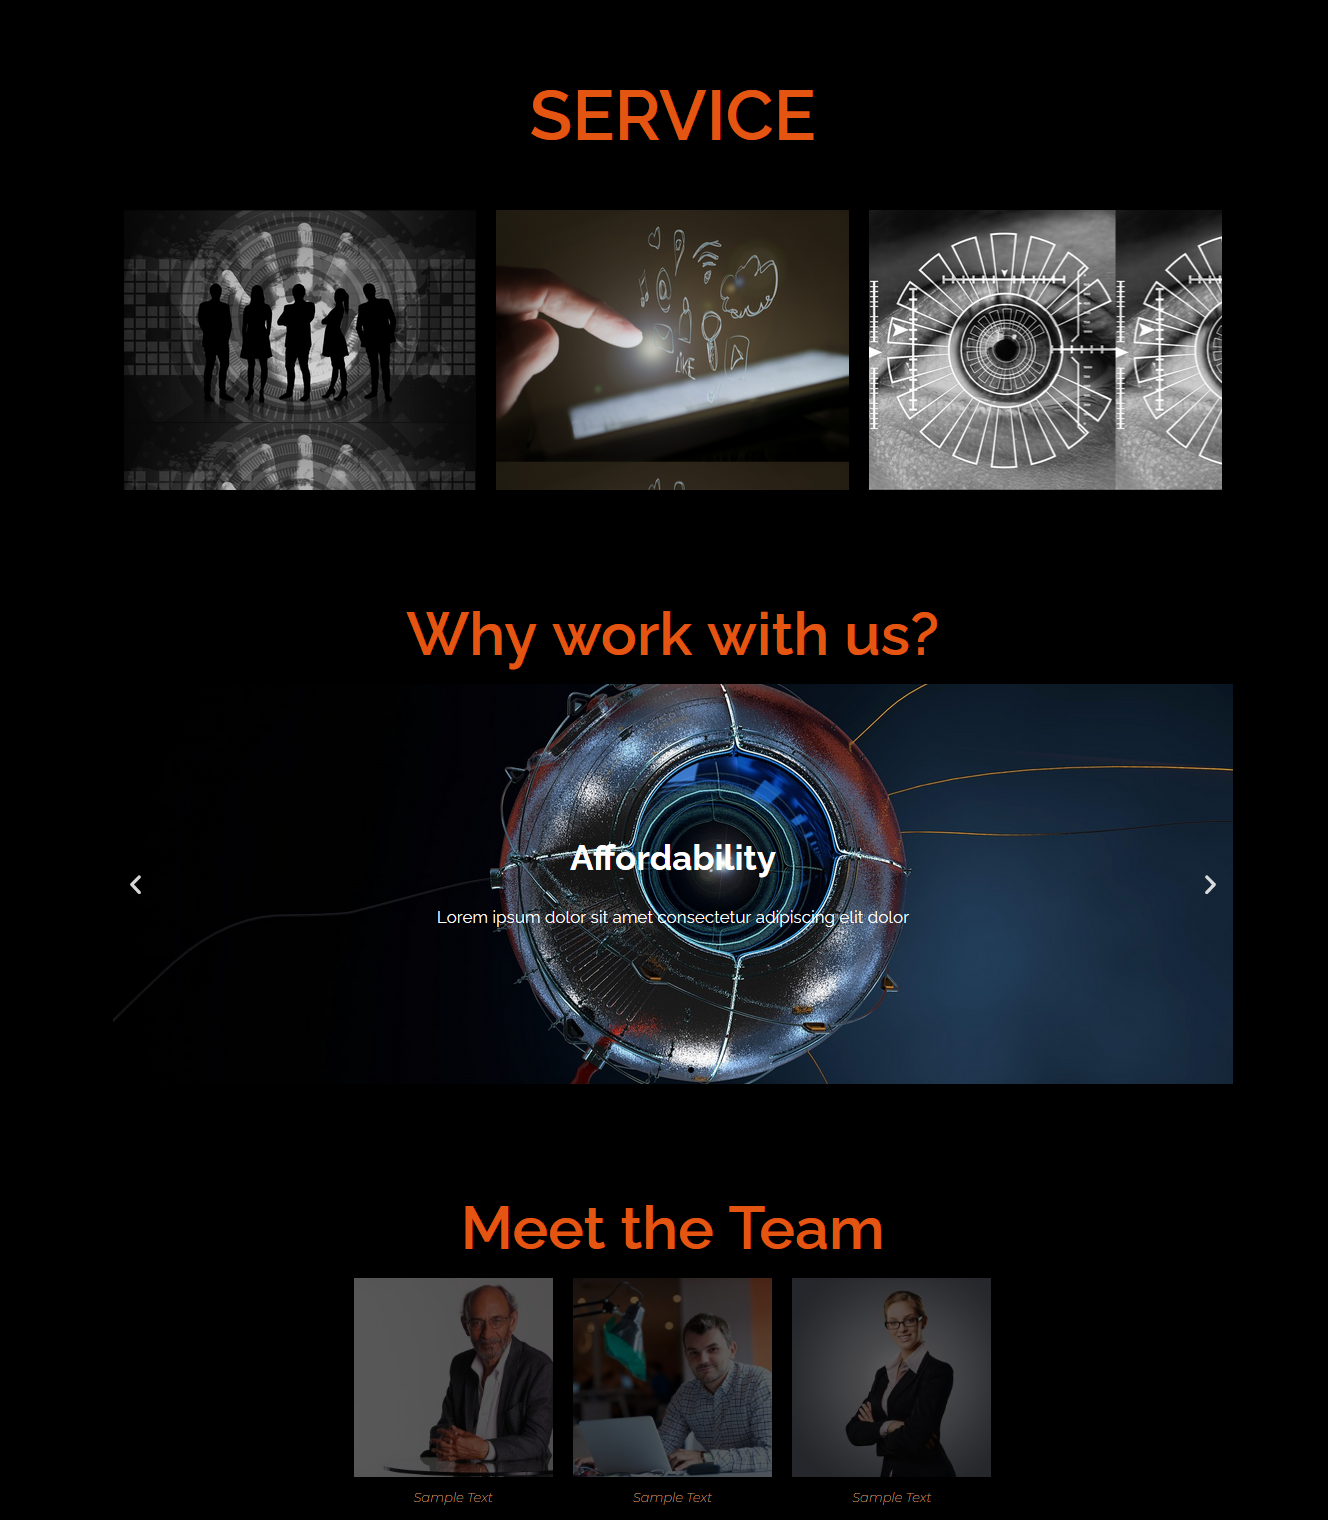 SERVICE
LIKE
Why work with us?
Affordability
Lorem ipsum dolor sit amet consectetur adipiscing elit dolor
Meet the Team
Sample Text
Sample Text
Sample Text